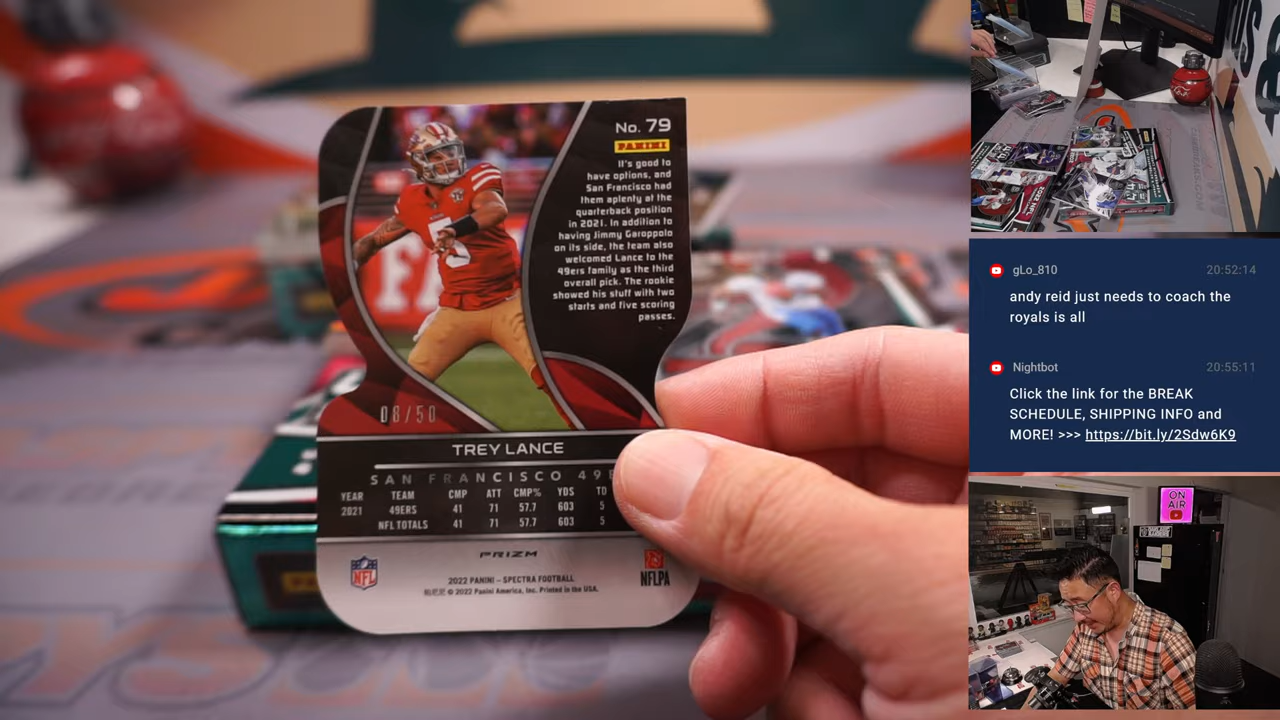 No. 79
PANINI
It's good to
have options, and
San Francisco had
them aplenty at the
quarterback position
in 2021. In addition to
having Jimmy Garoppolo
on its side, the team also
welcomed Lance to the
49ers family as the third
overall pick. The rookie
showed his stuff with two
starts and five scoring
passes.
08/50
TREY LANCE
SAN FRANCISCO
YEAR TEAM CMP ATT CMP% YDS TD
2021 49ERS 41 71 57.7 603 5
NFL TOTALS 41 71 57.7 603 5
PRIZM
NFL
NFLPA
2022 PANINI – SPECTRA FOOTBALL
© 2022 Panini America, Inc. Printed in the USA.
gLo_810 20:52:14
andy reid just needs to coach the
royals is all
Nightbot 20:55:11
Click the link for the BREAK
SCHEDULE, SHIPPING INFO and
MORE! >>> https://bit.ly/2Sdw6K9
ON
AIR